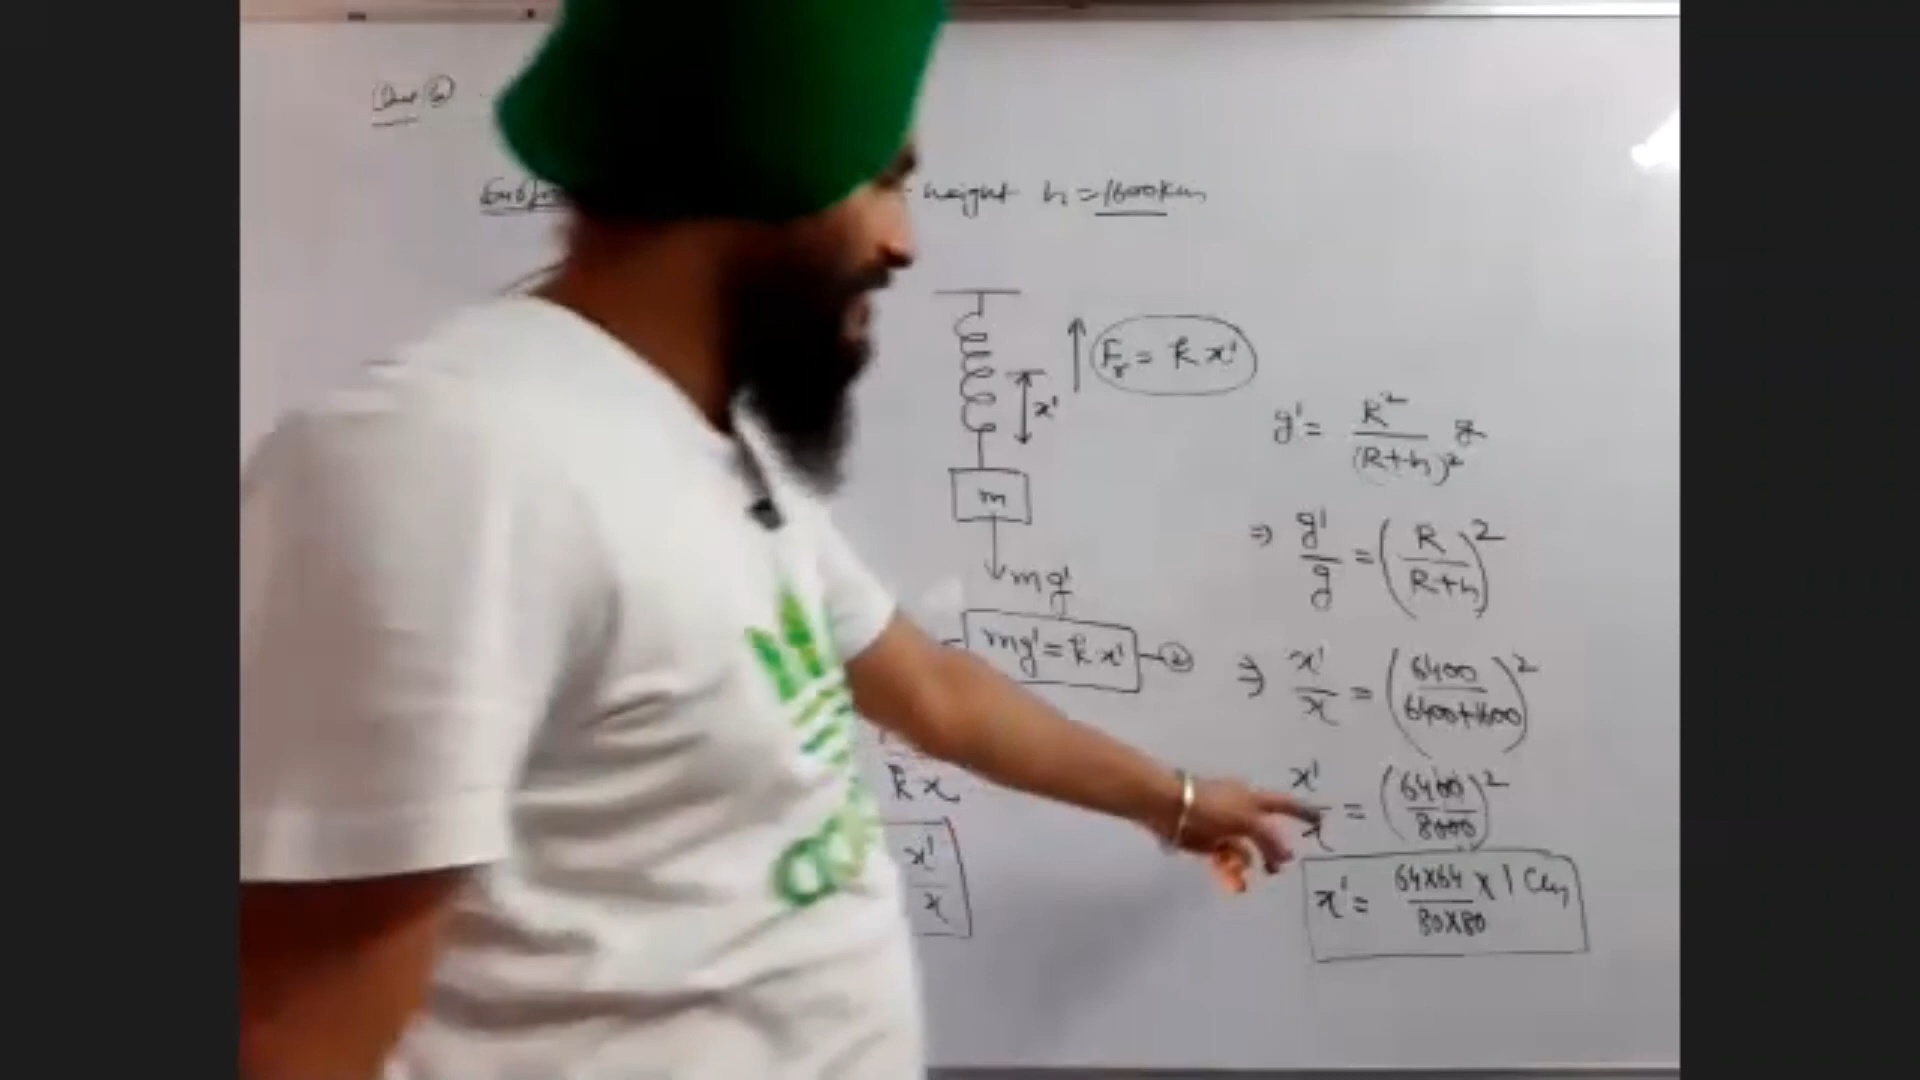 Ques 6
height h = 1600 km
F_r = k x'
x'
g' = R² / (R+h)² g
m
⇒ g'/g = (R / R+h)²
mg'
mg' = k x' — 2
⇒ x'/x = (6400 / 6400+1600)²
k x
x'/x = (6400 / 8000)²
x'/x
x' = 64×64 / 80×80 × 1 cm